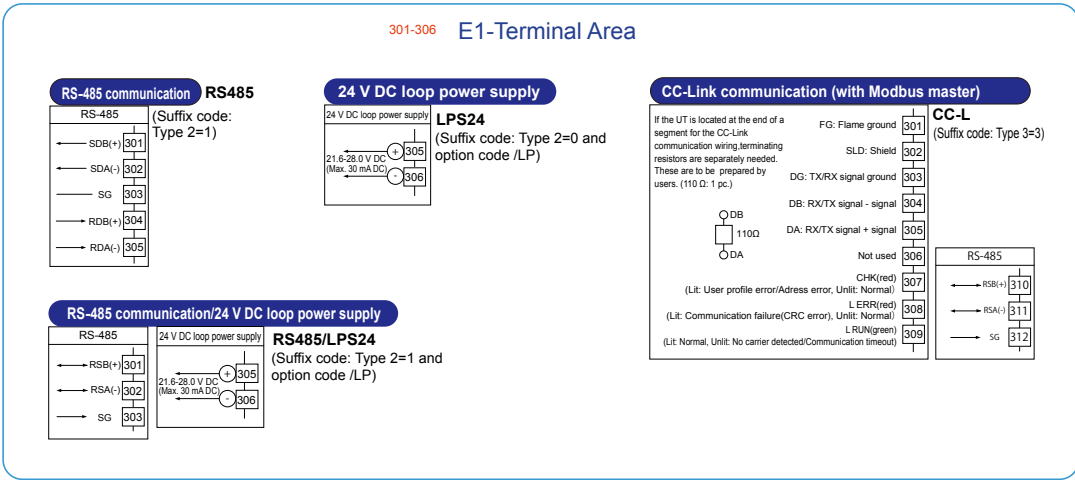 301-306 E1-Terminal Area
RS-485 communication RS485
RS-485
(Suffix code:
Type 2=1)
SDB(+) 301
SDA(-) 302
SG 303
RDB(+) 304
RDA(-) 305
24 V DC loop power supply
24 V DC loop power supply
LPS24
(Suffix code: Type 2=0 and
option code /LP)
21.6-28.0 V DC
(Max. 30 mA DC)
+ 305
- 306
RS-485 communication/24 V DC loop power supply
RS-485
RSB(+) 301
RSA(-) 302
SG 303
24 V DC loop power supply
RS485/LPS24
(Suffix code: Type 2=1 and
option code /LP)
21.6-28.0 V DC
(Max. 30 mA DC)
+ 305
- 306
CC-Link communication (with Modbus master)
CC-L
(Suffix code: Type 3=3)
If the UT is located at the end of a
segment for the CC-Link
communication wiring,terminating
resistors are separately needed.
These are to be prepared by
users. (110 Ω: 1 pc.)
DB
110Ω
DA
FG: Flame ground 301
SLD: Shield 302
DG: TX/RX signal ground 303
DB: RX/TX signal - signal 304
DA: RX/TX signal + signal 305
Not used 306
CHK(red)
(Lit: User profile error/Adress error, Unlit: Normal) 307
L ERR(red)
(Lit: Communication failure(CRC error), Unlit: Normal) 308
L RUN(green)
(Lit: Normal, Unlit: No carrier detected/Communication timeout) 309
RS-485
RSB(+) 310
RSA(-) 311
SG 312